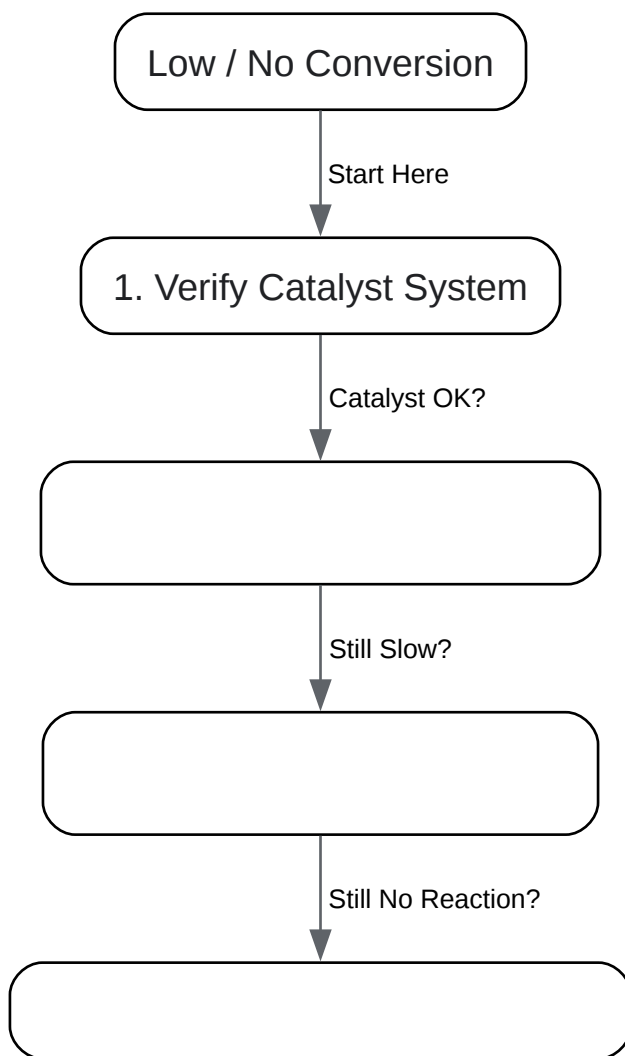 Low / No Conversion
Start Here
1. Verify Catalyst System
Catalyst OK?
Still Slow?
Still No Reaction?